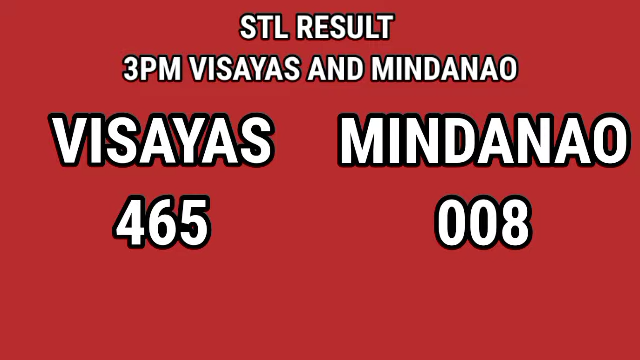 STL RESULT
3PM VISAYAS AND MINDANAO
VISAYAS MINDANAO
465 008